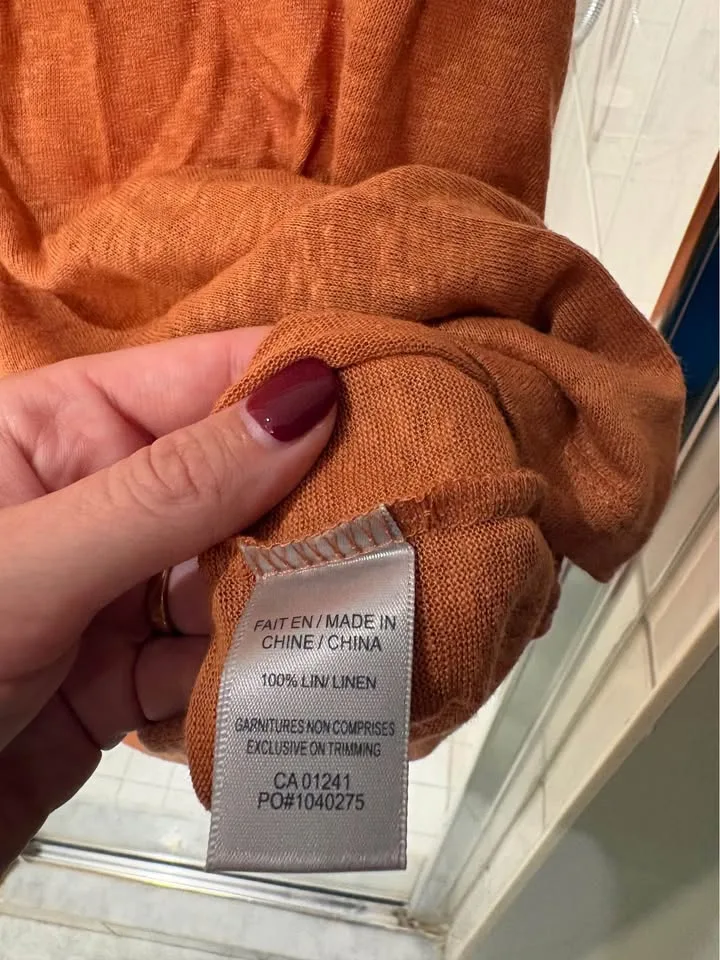 FAIT EN / MADE IN
CHINE / CHINA
100% LIN/ LINEN
GARNITURES NON COMPRISES
EXCLUSIVE ON TRIMMING
CA 01241
PO#1040275